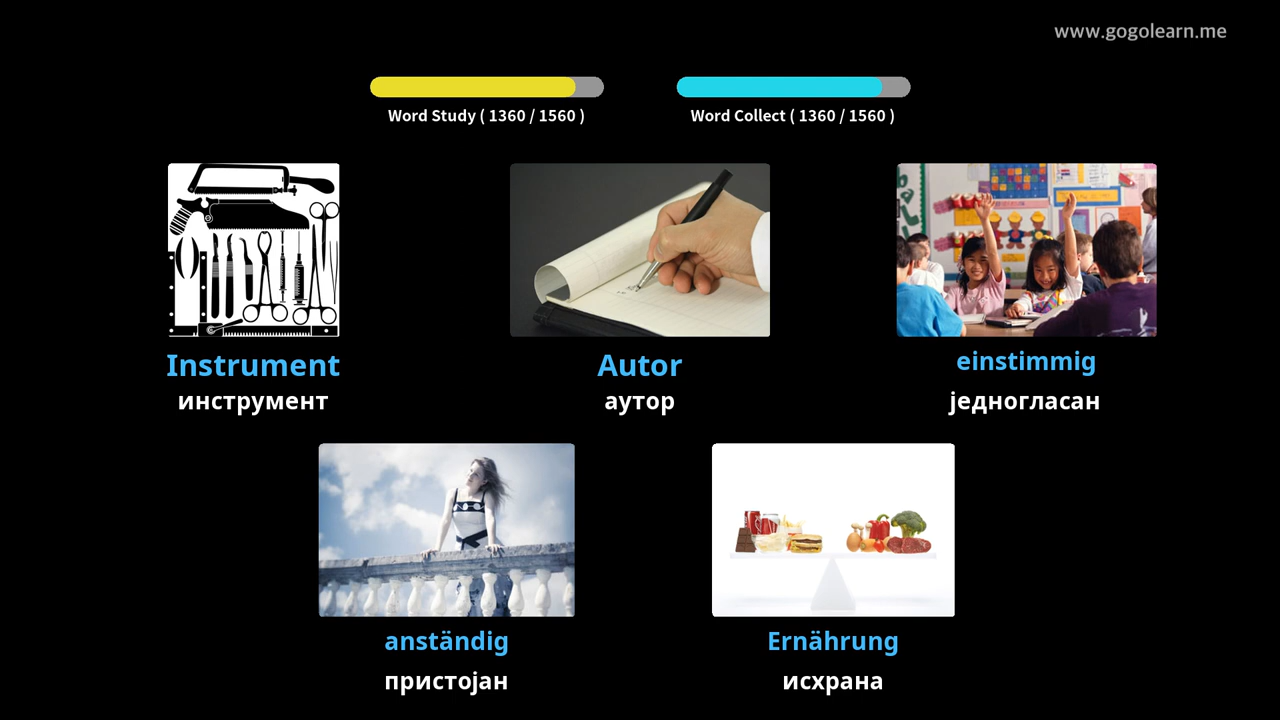 www.gogolearn.me
Word Study ( 1360 / 1560 )
Word Collect ( 1360 / 1560 )
Instrument
инструмент
Autor
аутор
einstimmig
једногласан
anständig
пристојан
Ernährung
исхрана